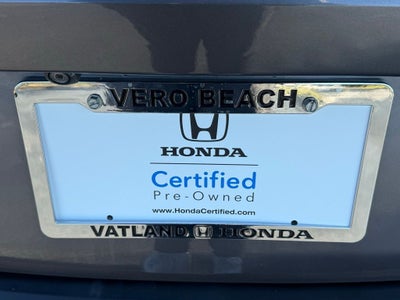 VERO BEACH
HONDA
Certified
Pre-Owned
www.HondaCertified.com
VATLAND HONDA